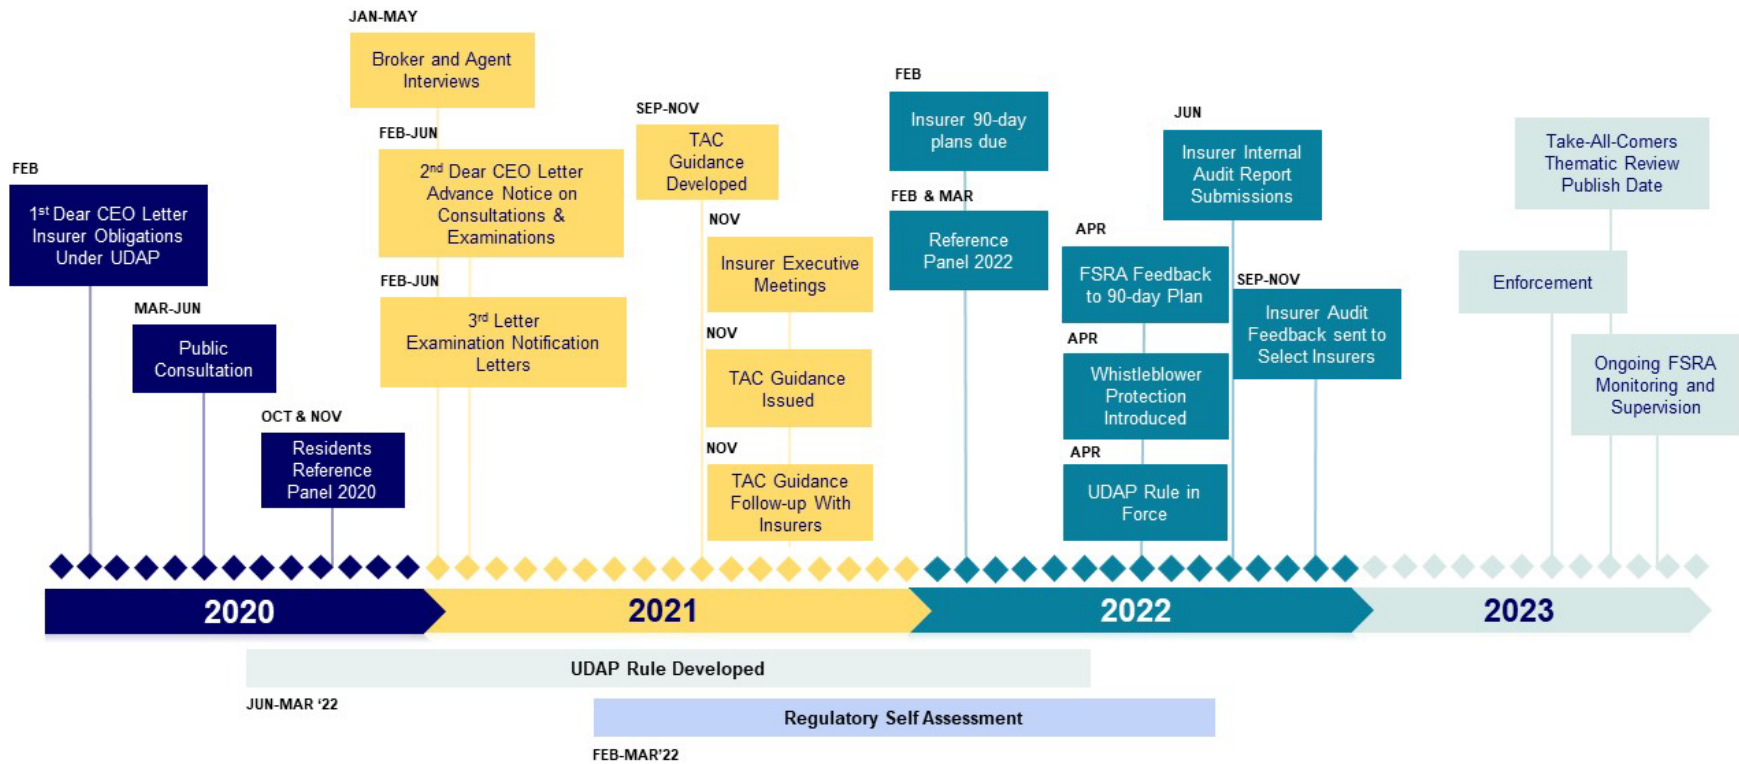 JAN-MAY
Broker and Agent
Interviews
FEB
1st Dear CEO Letter
Insurer Obligations
Under UDAP
MAR-JUN
Public
Consultation
OCT & NOV
Residents
Reference
Panel 2020
FEB-JUN
2nd Dear CEO Letter
Advance Notice on
Consultations &
Examinations
FEB-JUN
3rd Letter
Examination Notification
Letters
SEP-NOV
TAC
Guidance
Developed
NOV
Insurer Executive
Meetings
NOV
TAC Guidance
Issued
NOV
TAC Guidance
Follow-up With
Insurers
FEB
Insurer 90-day
plans due
FEB & MAR
Reference
Panel 2022
APR
FSRA Feedback
to 90-day Plan
APR
Whistleblower
Protection
Introduced
APR
UDAP Rule in
Force
JUN
Insurer Internal
Audit Report
Submissions
SEP-NOV
Insurer Audit
Feedback sent to
Select Insurers
Take-All-Comers
Thematic Review
Publish Date
Enforcement
Ongoing FSRA
Monitoring and
Supervision
2020
2021
2022
2023
UDAP Rule Developed
JUN-MAR ‘22
Regulatory Self Assessment
FEB-MAR’22